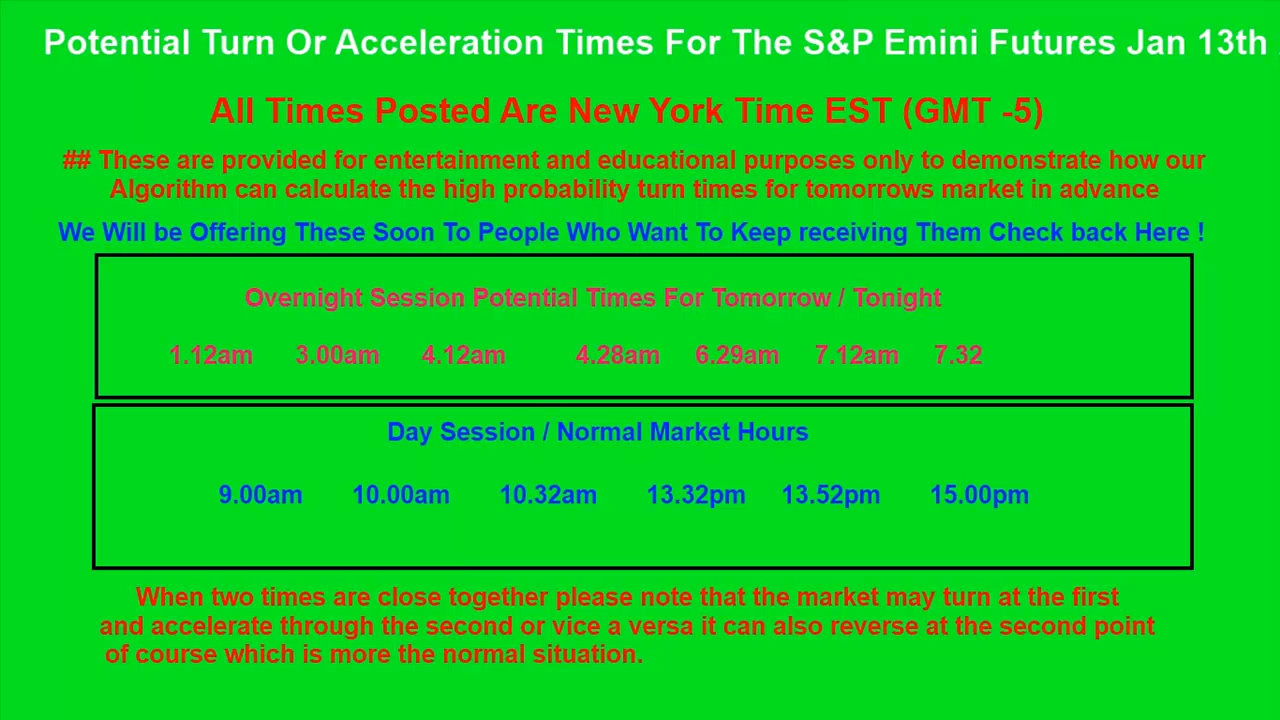 Potential Turn Or Acceleration Times For The S&P Emini Futures Jan 13th
All Times Posted Are New York Time EST (GMT -5)
## These are provided for entertainment and educational purposes only to demonstrate how our
Algorithm can calculate the high probability turn times for tomorrows market in advance
We Will be Offering These Soon To People Who Want To Keep receiving Them Check back Here !
Overnight Session Potential Times For Tomorrow / Tonight
1.12am 3.00am 4.12am 4.28am 6.29am 7.12am 7.32
Day Session / Normal Market Hours
9.00am 10.00am 10.32am 13.32pm 13.52pm 15.00pm
When two times are close together please note that the market may turn at the first
and accelerate through the second or vice a versa it can also reverse at the second point
of course which is more the normal situation.